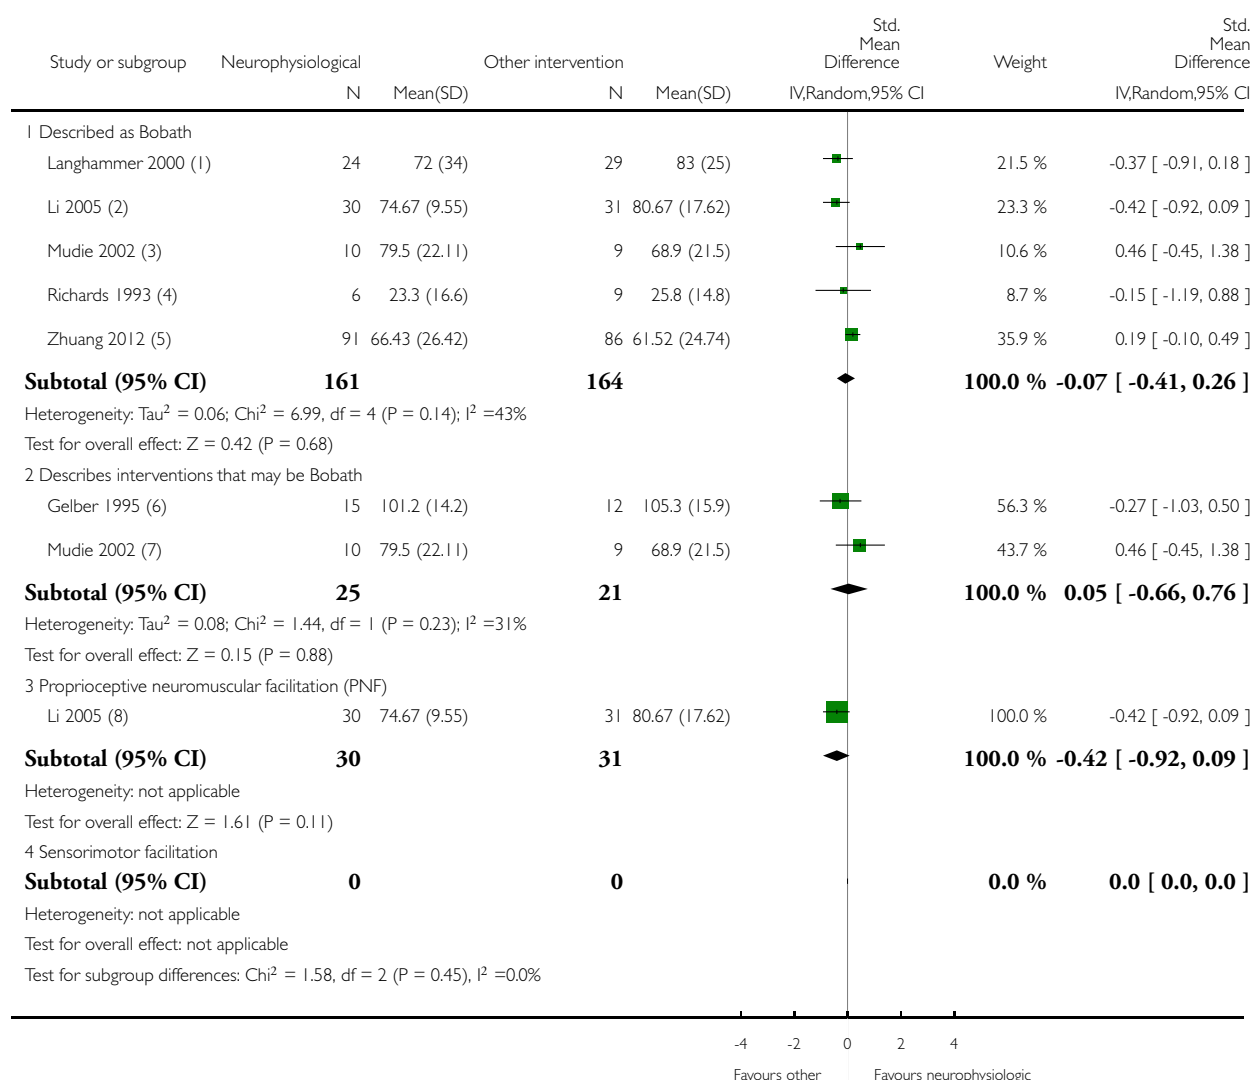 Std.
Mean
Difference
Std.
Mean
Difference
Study or subgroup Neurophysiological Other intervention Weight
N Mean(SD) N Mean(SD) IV,Random,95% CI IV,Random,95% CI
1 Described as Bobath
Langhammer 2000 (1) 24 72 (34) 29 83 (25) 21.5 % -0.37 [ -0.91, 0.18 ]
Li 2005 (2) 30 74.67 (9.55) 31 80.67 (17.62) 23.3 % -0.42 [ -0.92, 0.09 ]
Mudie 2002 (3) 10 79.5 (22.11) 9 68.9 (21.5) 10.6 % 0.46 [ -0.45, 1.38 ]
Richards 1993 (4) 6 23.3 (16.6) 9 25.8 (14.8) 8.7 % -0.15 [ -1.19, 0.88 ]
Zhuang 2012 (5) 91 66.43 (26.42) 86 61.52 (24.74) 35.9 % 0.19 [ -0.10, 0.49 ]
Subtotal (95% CI) 161 164 100.0 % -0.07 [ -0.41, 0.26 ]
Heterogeneity: Tau² = 0.06; Chi² = 6.99, df = 4 (P = 0.14); I² =43%
Test for overall effect: Z = 0.42 (P = 0.68)
2 Describes interventions that may be Bobath
Gelber 1995 (6) 15 101.2 (14.2) 12 105.3 (15.9) 56.3 % -0.27 [ -1.03, 0.50 ]
Mudie 2002 (7) 10 79.5 (22.11) 9 68.9 (21.5) 43.7 % 0.46 [ -0.45, 1.38 ]
Subtotal (95% CI) 25 21 100.0 % 0.05 [ -0.66, 0.76 ]
Heterogeneity: Tau² = 0.08; Chi² = 1.44, df = 1 (P = 0.23); I² =31%
Test for overall effect: Z = 0.15 (P = 0.88)
3 Proprioceptive neuromuscular facilitation (PNF)
Li 2005 (8) 30 74.67 (9.55) 31 80.67 (17.62) 100.0 % -0.42 [ -0.92, 0.09 ]
Subtotal (95% CI) 30 31 100.0 % -0.42 [ -0.92, 0.09 ]
Heterogeneity: not applicable
Test for overall effect: Z = 1.61 (P = 0.11)
4 Sensorimotor facilitation
Subtotal (95% CI) 0 0 0.0 % 0.0 [ 0.0, 0.0 ]
Heterogeneity: not applicable
Test for overall effect: not applicable
Test for subgroup differences: Chi² = 1.58, df = 2 (P = 0.45), I² =0.0%
-4 -2 0 2 4
Favours other Favours neurophysiologic